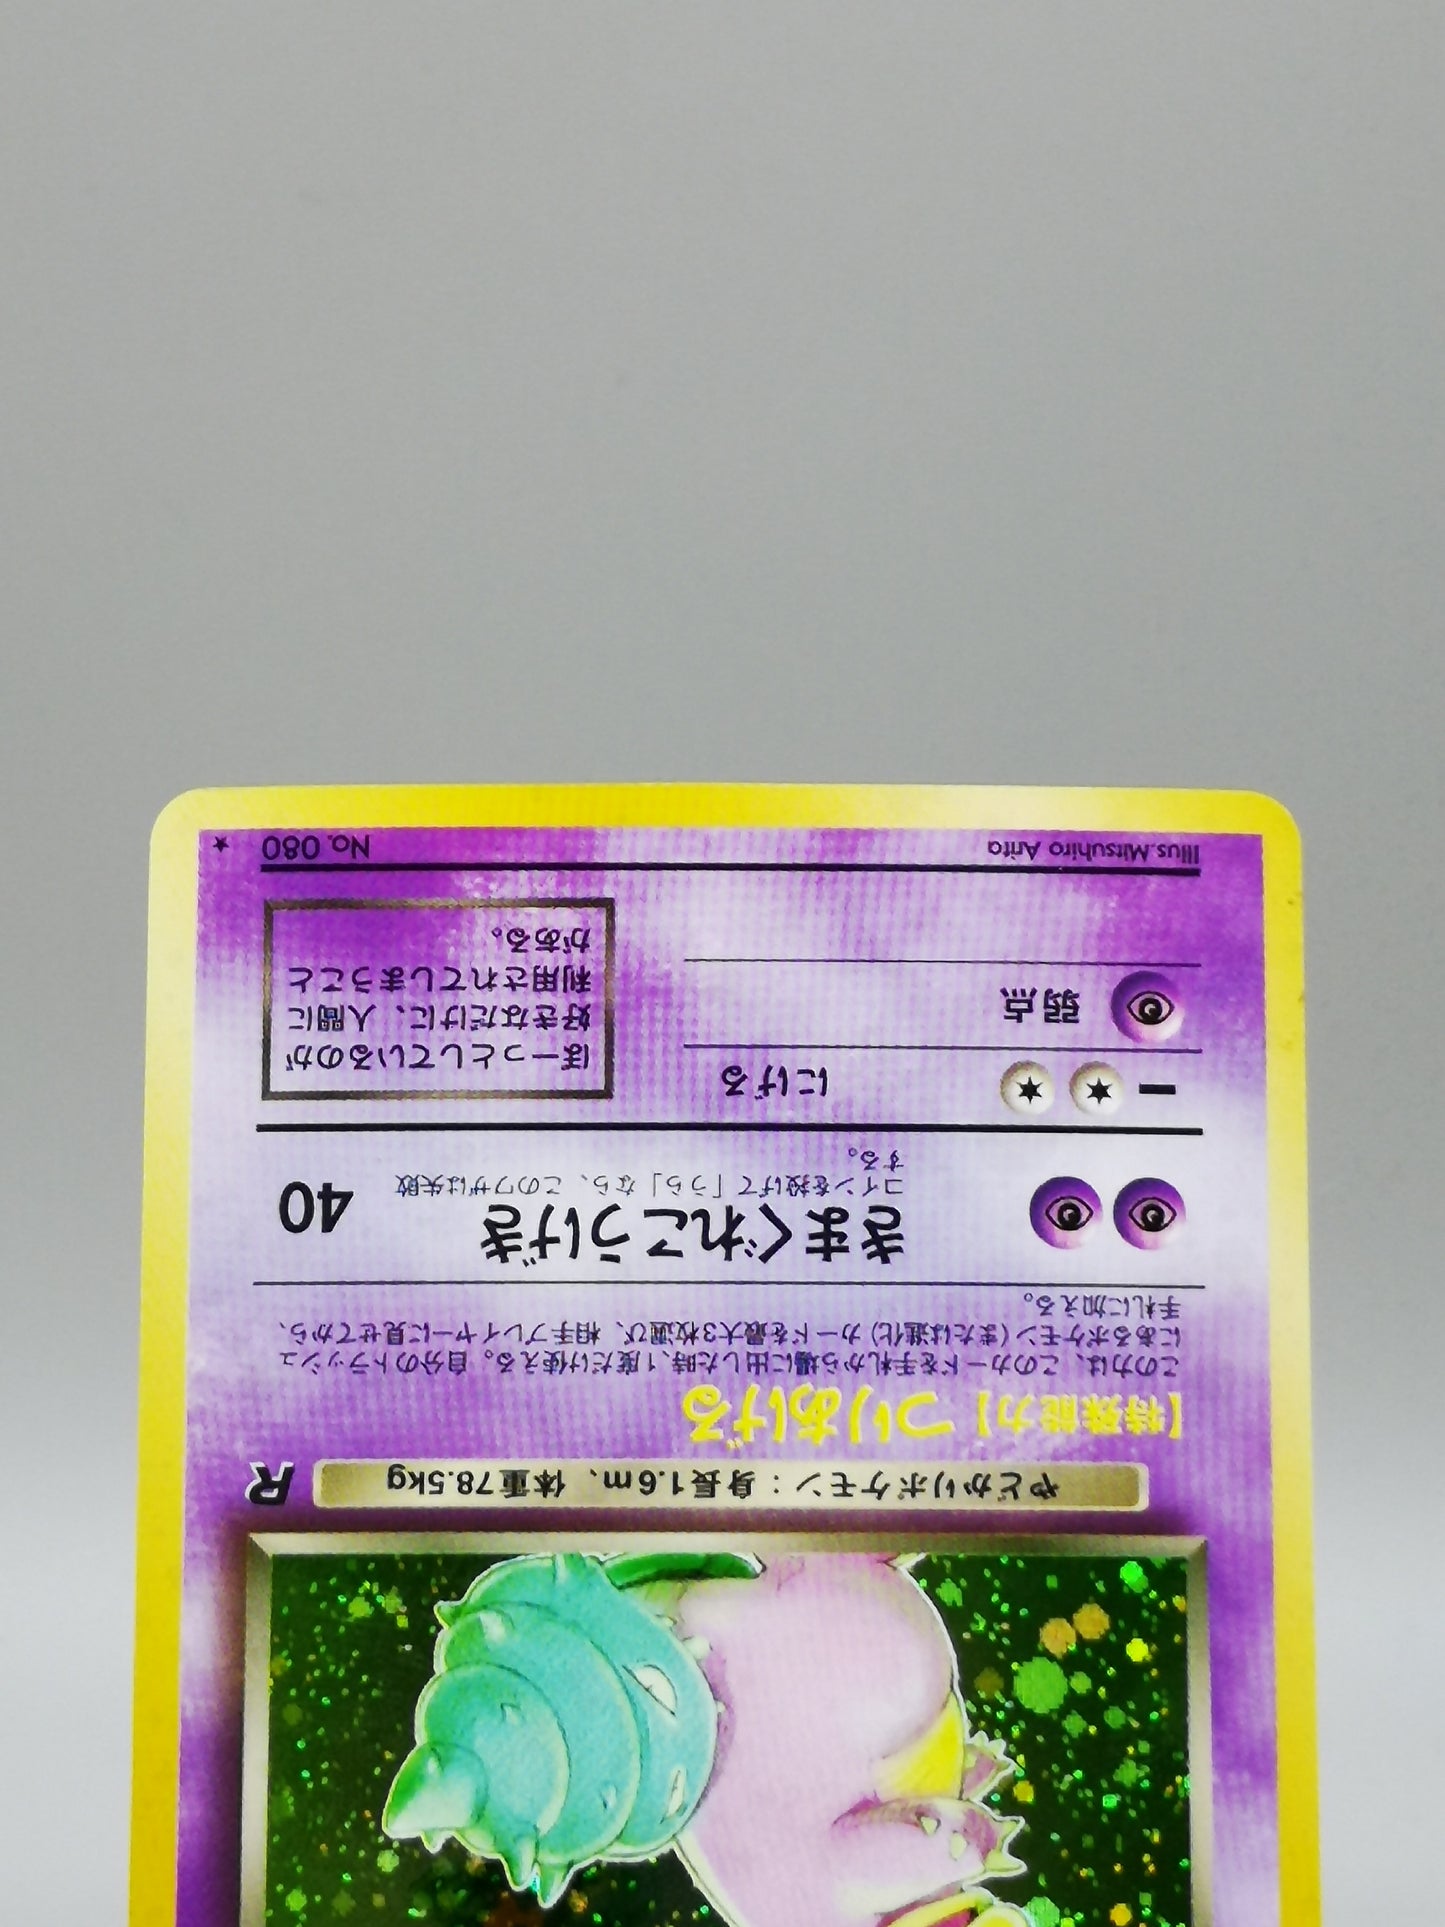 やどかりポケモン：身長1.6m、体重78.5kg
R
【特殊能力】つりあげる
この力は、このカードを手札から場に出した時、1度だけ使える。自分のトラッシュ
にあるポケモン（または進化）カードを最大3枚選び、相手プレイヤーに見せてから、
手札に加える。
きまぐれこうげき 40
コインを投げて「うら」なら、このワザは失敗
する。
にげる
弱点
ぼーっとしているのが
好きなだけに、人間に
利用されてしまうこと
がある。
Illus.Mitsuhiro Arita
No. 080 ★